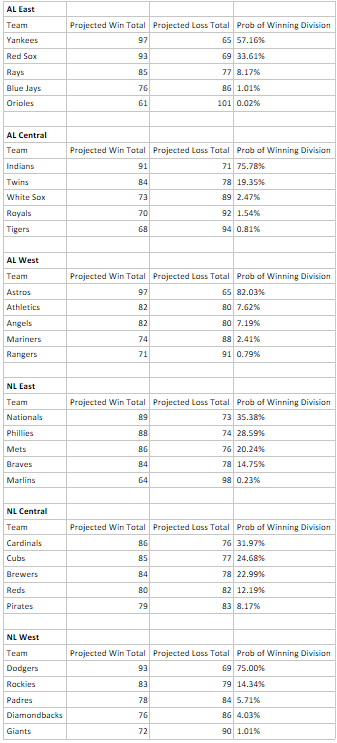 AL East
Team Projected Win Total Projected Loss Total Prob of Winning Division
Yankees 97 65 57.16%
Red Sox 93 69 33.61%
Rays 85 77 8.17%
Blue Jays 76 86 1.01%
Orioles 61 101 0.02%
AL Central
Team Projected Win Total Projected Loss Total Prob of Winning Division
Indians 91 71 75.78%
Twins 84 78 19.35%
White Sox 73 89 2.47%
Royals 70 92 1.54%
Tigers 68 94 0.81%
AL West
Team Projected Win Total Projected Loss Total Prob of Winning Division
Astros 97 65 82.03%
Athletics 82 80 7.62%
Angels 82 80 7.19%
Mariners 74 88 2.41%
Rangers 71 91 0.79%
NL East
Team Projected Win Total Projected Loss Total Prob of Winning Division
Nationals 89 73 35.38%
Phillies 88 74 28.59%
Mets 86 76 20.24%
Braves 84 78 14.75%
Marlins 64 98 0.23%
NL Central
Team Projected Win Total Projected Loss Total Prob of Winning Division
Cardinals 86 76 31.97%
Cubs 85 77 24.68%
Brewers 84 78 22.99%
Reds 80 82 12.19%
Pirates 79 83 8.17%
NL West
Team Projected Win Total Projected Loss Total Prob of Winning Division
Dodgers 93 69 75.00%
Rockies 83 79 14.34%
Padres 78 84 5.71%
Diamondbacks 76 86 4.03%
Giants 72 90 1.01%